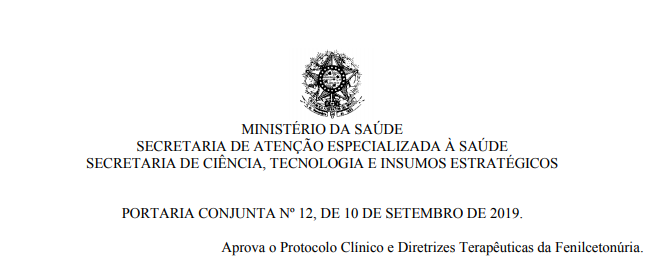 MINISTÉRIO DA SAÚDE
SECRETARIA DE ATENÇÃO ESPECIALIZADA À SAÚDE
SECRETARIA DE CIÊNCIA, TECNOLOGIA E INSUMOS ESTRATÉGICOS
PORTARIA CONJUNTA Nº 12, DE 10 DE SETEMBRO DE 2019.
Aprova o Protocolo Clínico e Diretrizes Terapêuticas da Fenilcetonúria.